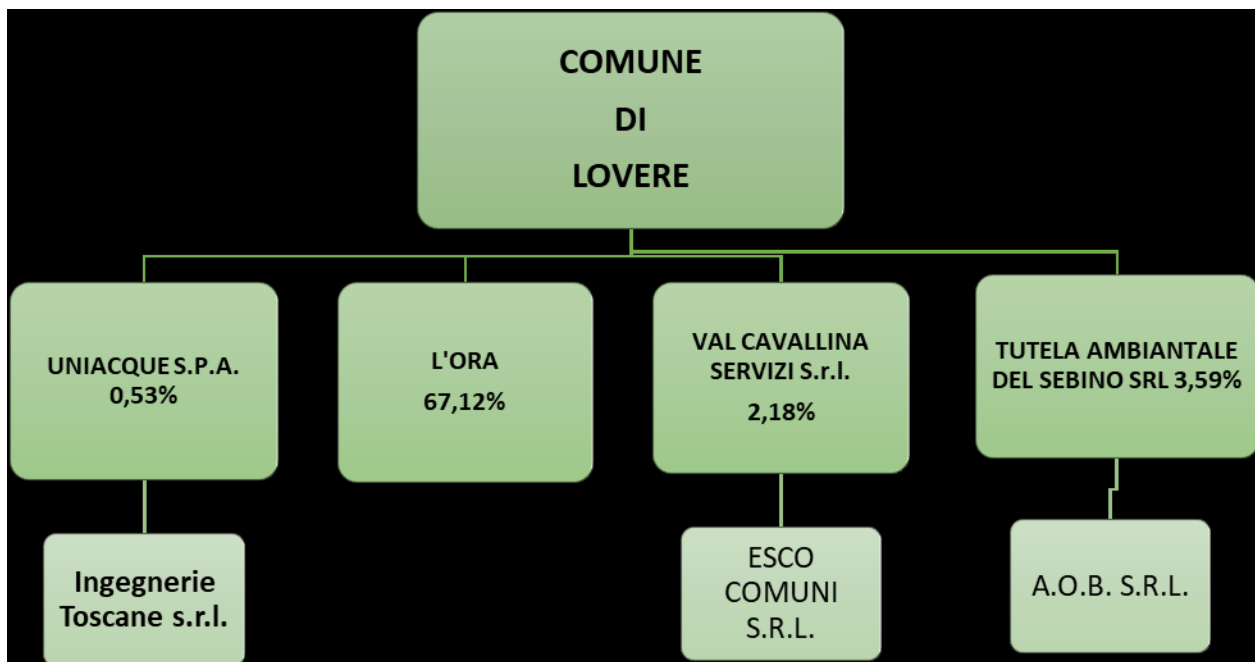 COMUNE
DI
LOVERE
UNIACQUE S.P.A.
0,53%
L'ORA
67,12%
VAL CAVALLINA
SERVIZI S.r.l.
2,18%
TUTELA AMBIANTALE
DEL SEBINO SRL 3,59%
Ingegnerie
Toscane s.r.l.
ESCO
COMUNI
S.R.L.
A.O.B. S.R.L.